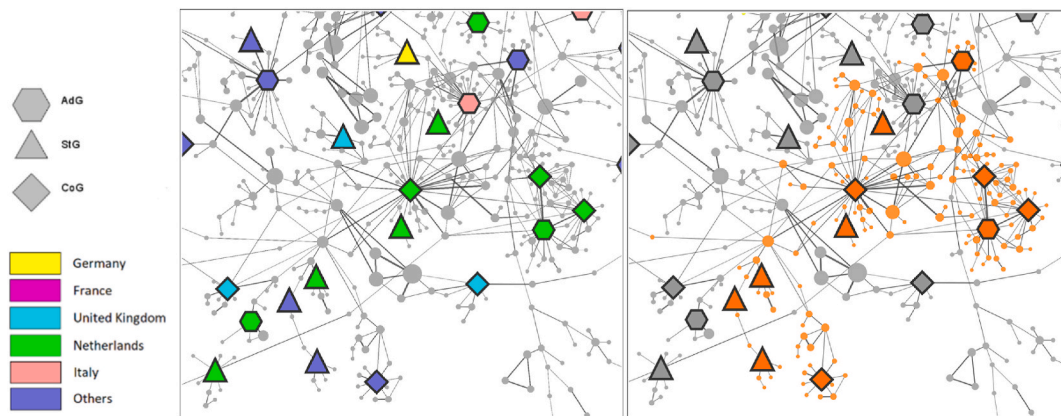 AdG
StG
CoG
Germany
France
United Kingdom
Netherlands
Italy
Others